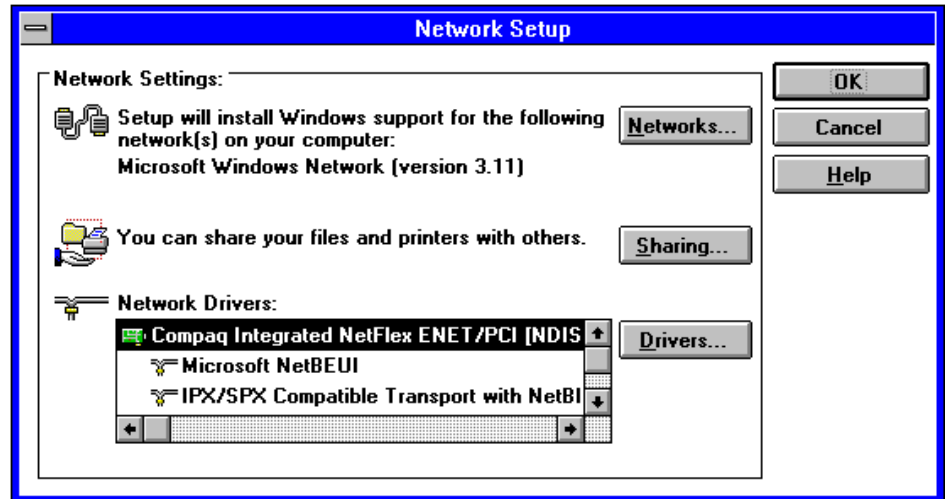 Network Setup
Network Settings:
OK
Setup will install Windows support for the following
network(s) on your computer:
Networks...
Cancel
Microsoft Windows Network (version 3.11)
Help
You can share your files and printers with others.
Sharing...
Network Drivers:
Compaq Integrated NetFlex ENET/PCI [NDIS
Drivers...
Microsoft NetBEUI
IPX/SPX Compatible Transport with NetBI